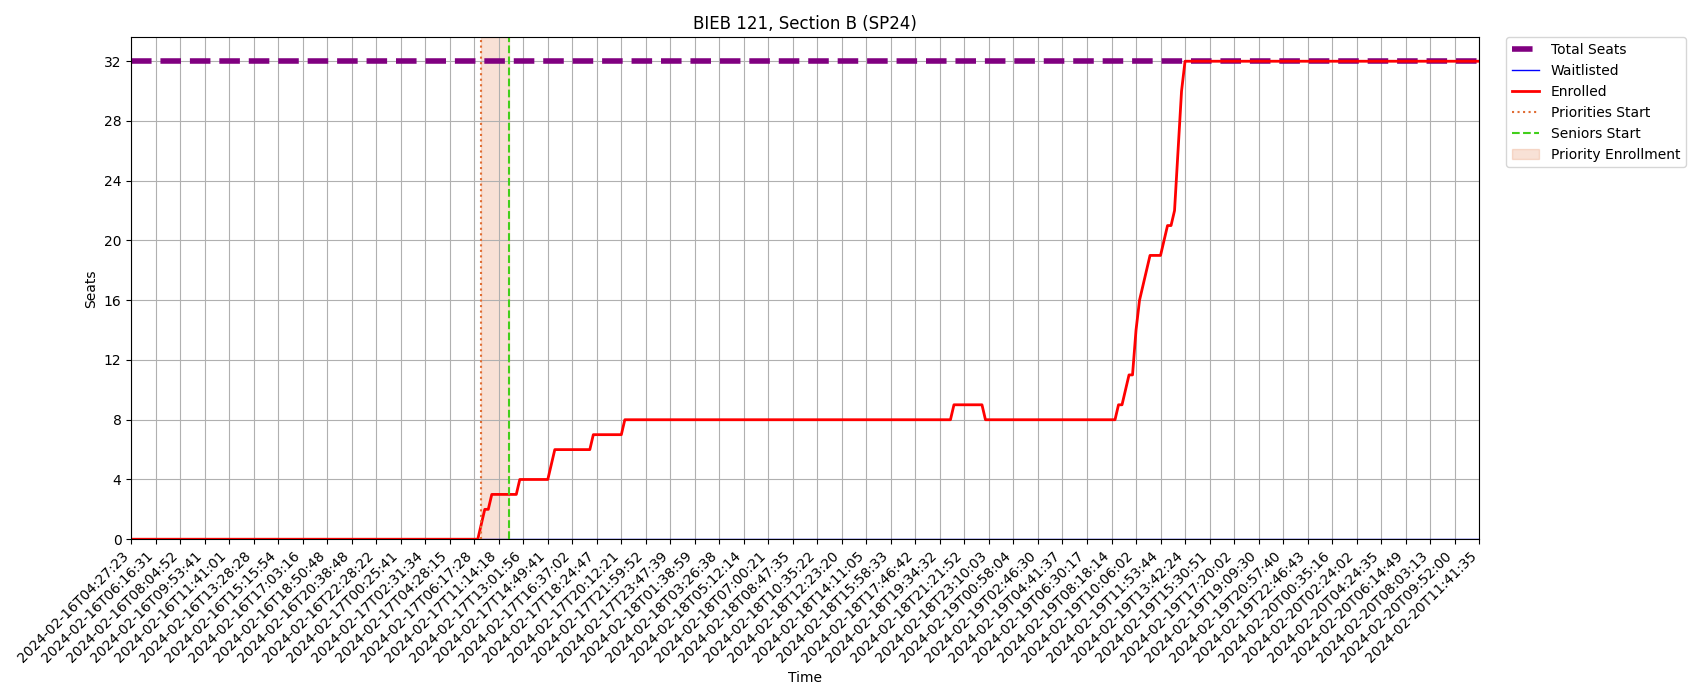 BIEB 121, Section B (SP24)
Total Seats
Waitlisted
Enrolled
Priorities Start
Seniors Start
Priority Enrollment
32
28
24
20
16
12
8
4
0
Seats
2024-02-16T04:27:23
2024-02-16T06:16:31
2024-02-16T08:04:52
2024-02-16T09:53:41
2024-02-16T11:41:01
2024-02-16T13:28:28
2024-02-16T15:15:54
2024-02-16T17:03:16
2024-02-16T18:50:48
2024-02-16T20:38:48
2024-02-16T22:28:22
2024-02-17T00:25:41
2024-02-17T02:31:34
2024-02-17T04:28:15
2024-02-17T06:17:28
2024-02-17T11:14:18
2024-02-17T13:01:56
2024-02-17T14:49:41
2024-02-17T16:37:02
2024-02-17T18:24:47
2024-02-17T20:12:21
2024-02-17T21:59:52
2024-02-17T23:47:39
2024-02-18T01:38:59
2024-02-18T03:26:38
2024-02-18T05:12:14
2024-02-18T07:00:21
2024-02-18T08:47:35
2024-02-18T10:35:22
2024-02-18T12:23:20
2024-02-18T14:11:05
2024-02-18T15:58:33
2024-02-18T17:46:42
2024-02-18T19:34:32
2024-02-18T21:21:52
2024-02-18T23:10:03
2024-02-19T00:58:04
2024-02-19T02:46:30
2024-02-19T04:41:37
2024-02-19T06:30:17
2024-02-19T08:18:14
2024-02-19T10:06:02
2024-02-19T11:53:44
2024-02-19T13:42:24
2024-02-19T15:30:51
2024-02-19T17:20:02
2024-02-19T19:09:30
2024-02-19T20:57:40
2024-02-19T22:46:43
2024-02-20T00:35:16
2024-02-20T02:24:02
2024-02-20T04:24:35
2024-02-20T06:14:49
2024-02-20T08:03:13
2024-02-20T09:52:00
2024-02-20T11:41:35
Time